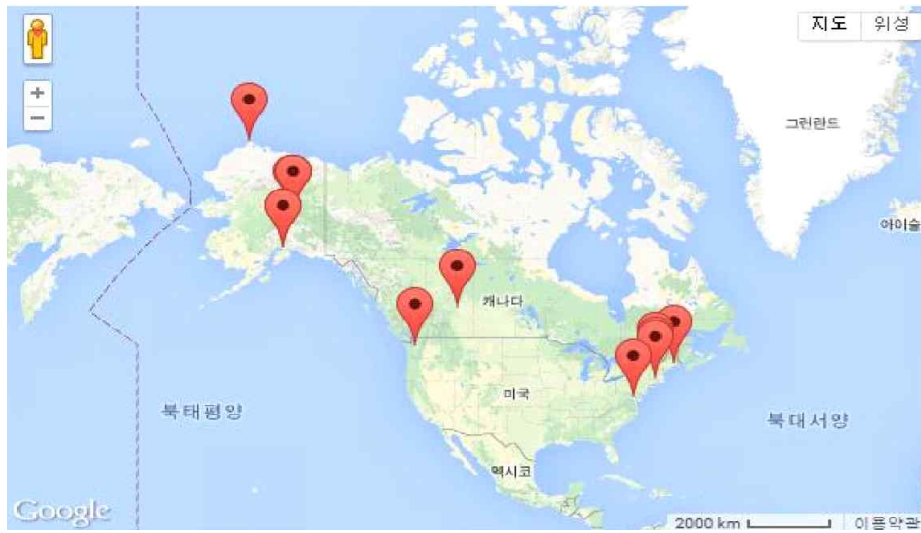 지도 위성
그린란드
아이슬
캐나다
미국
북태평양
북대서양
멕시코
Google
2000 km
이용약관